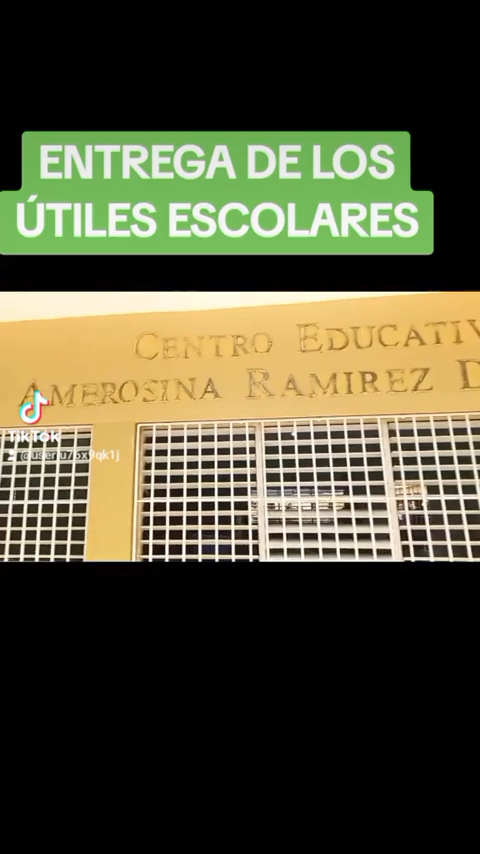 ENTREGA DE LOS
ÚTILES ESCOLARES
CENTRO EDUCATIV
AMBROSINA RAMIREZ D
TikTok